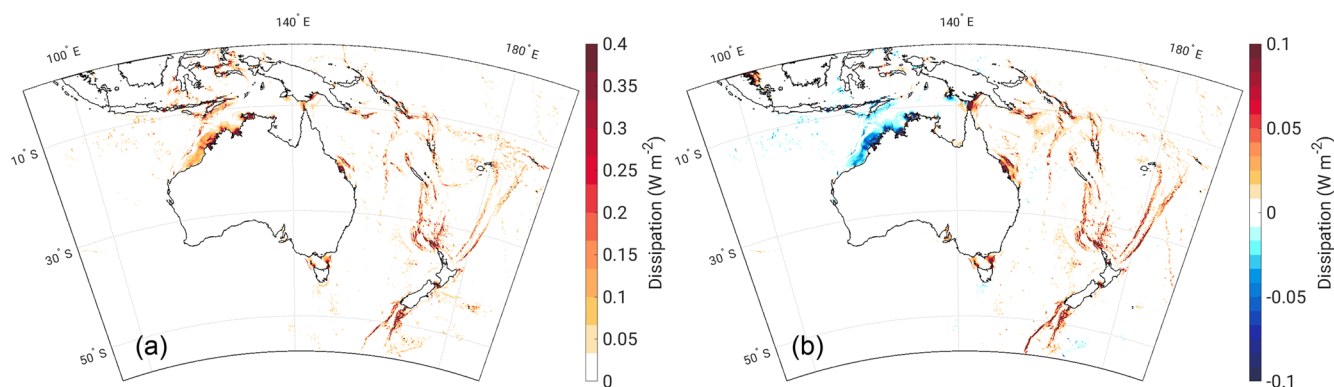 100° E
140° E
180° E
10° S
30° S
50° S
(a)
0.4
0.35
0.3
0.25
0.2
0.15
0.1
0.05
0
Dissipation (W m-2)
100° E
140° E
180° E
10° S
30° S
50° S
(b)
0.1
0.05
0
-0.05
-0.1
Dissipation (W m-2)